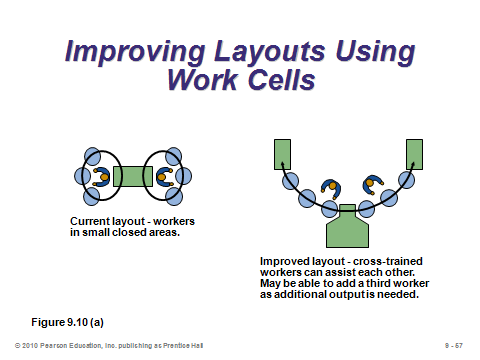 Improving Layouts Using
Work Cells
Current layout - workers
in small closed areas.
Improved layout - cross-trained
workers can assist each other.
May be able to add a third worker
as additional output is needed.
Figure 9.10 (a)
© 2010 Pearson Education, Inc. publishing as Prentice Hall
9 - 57